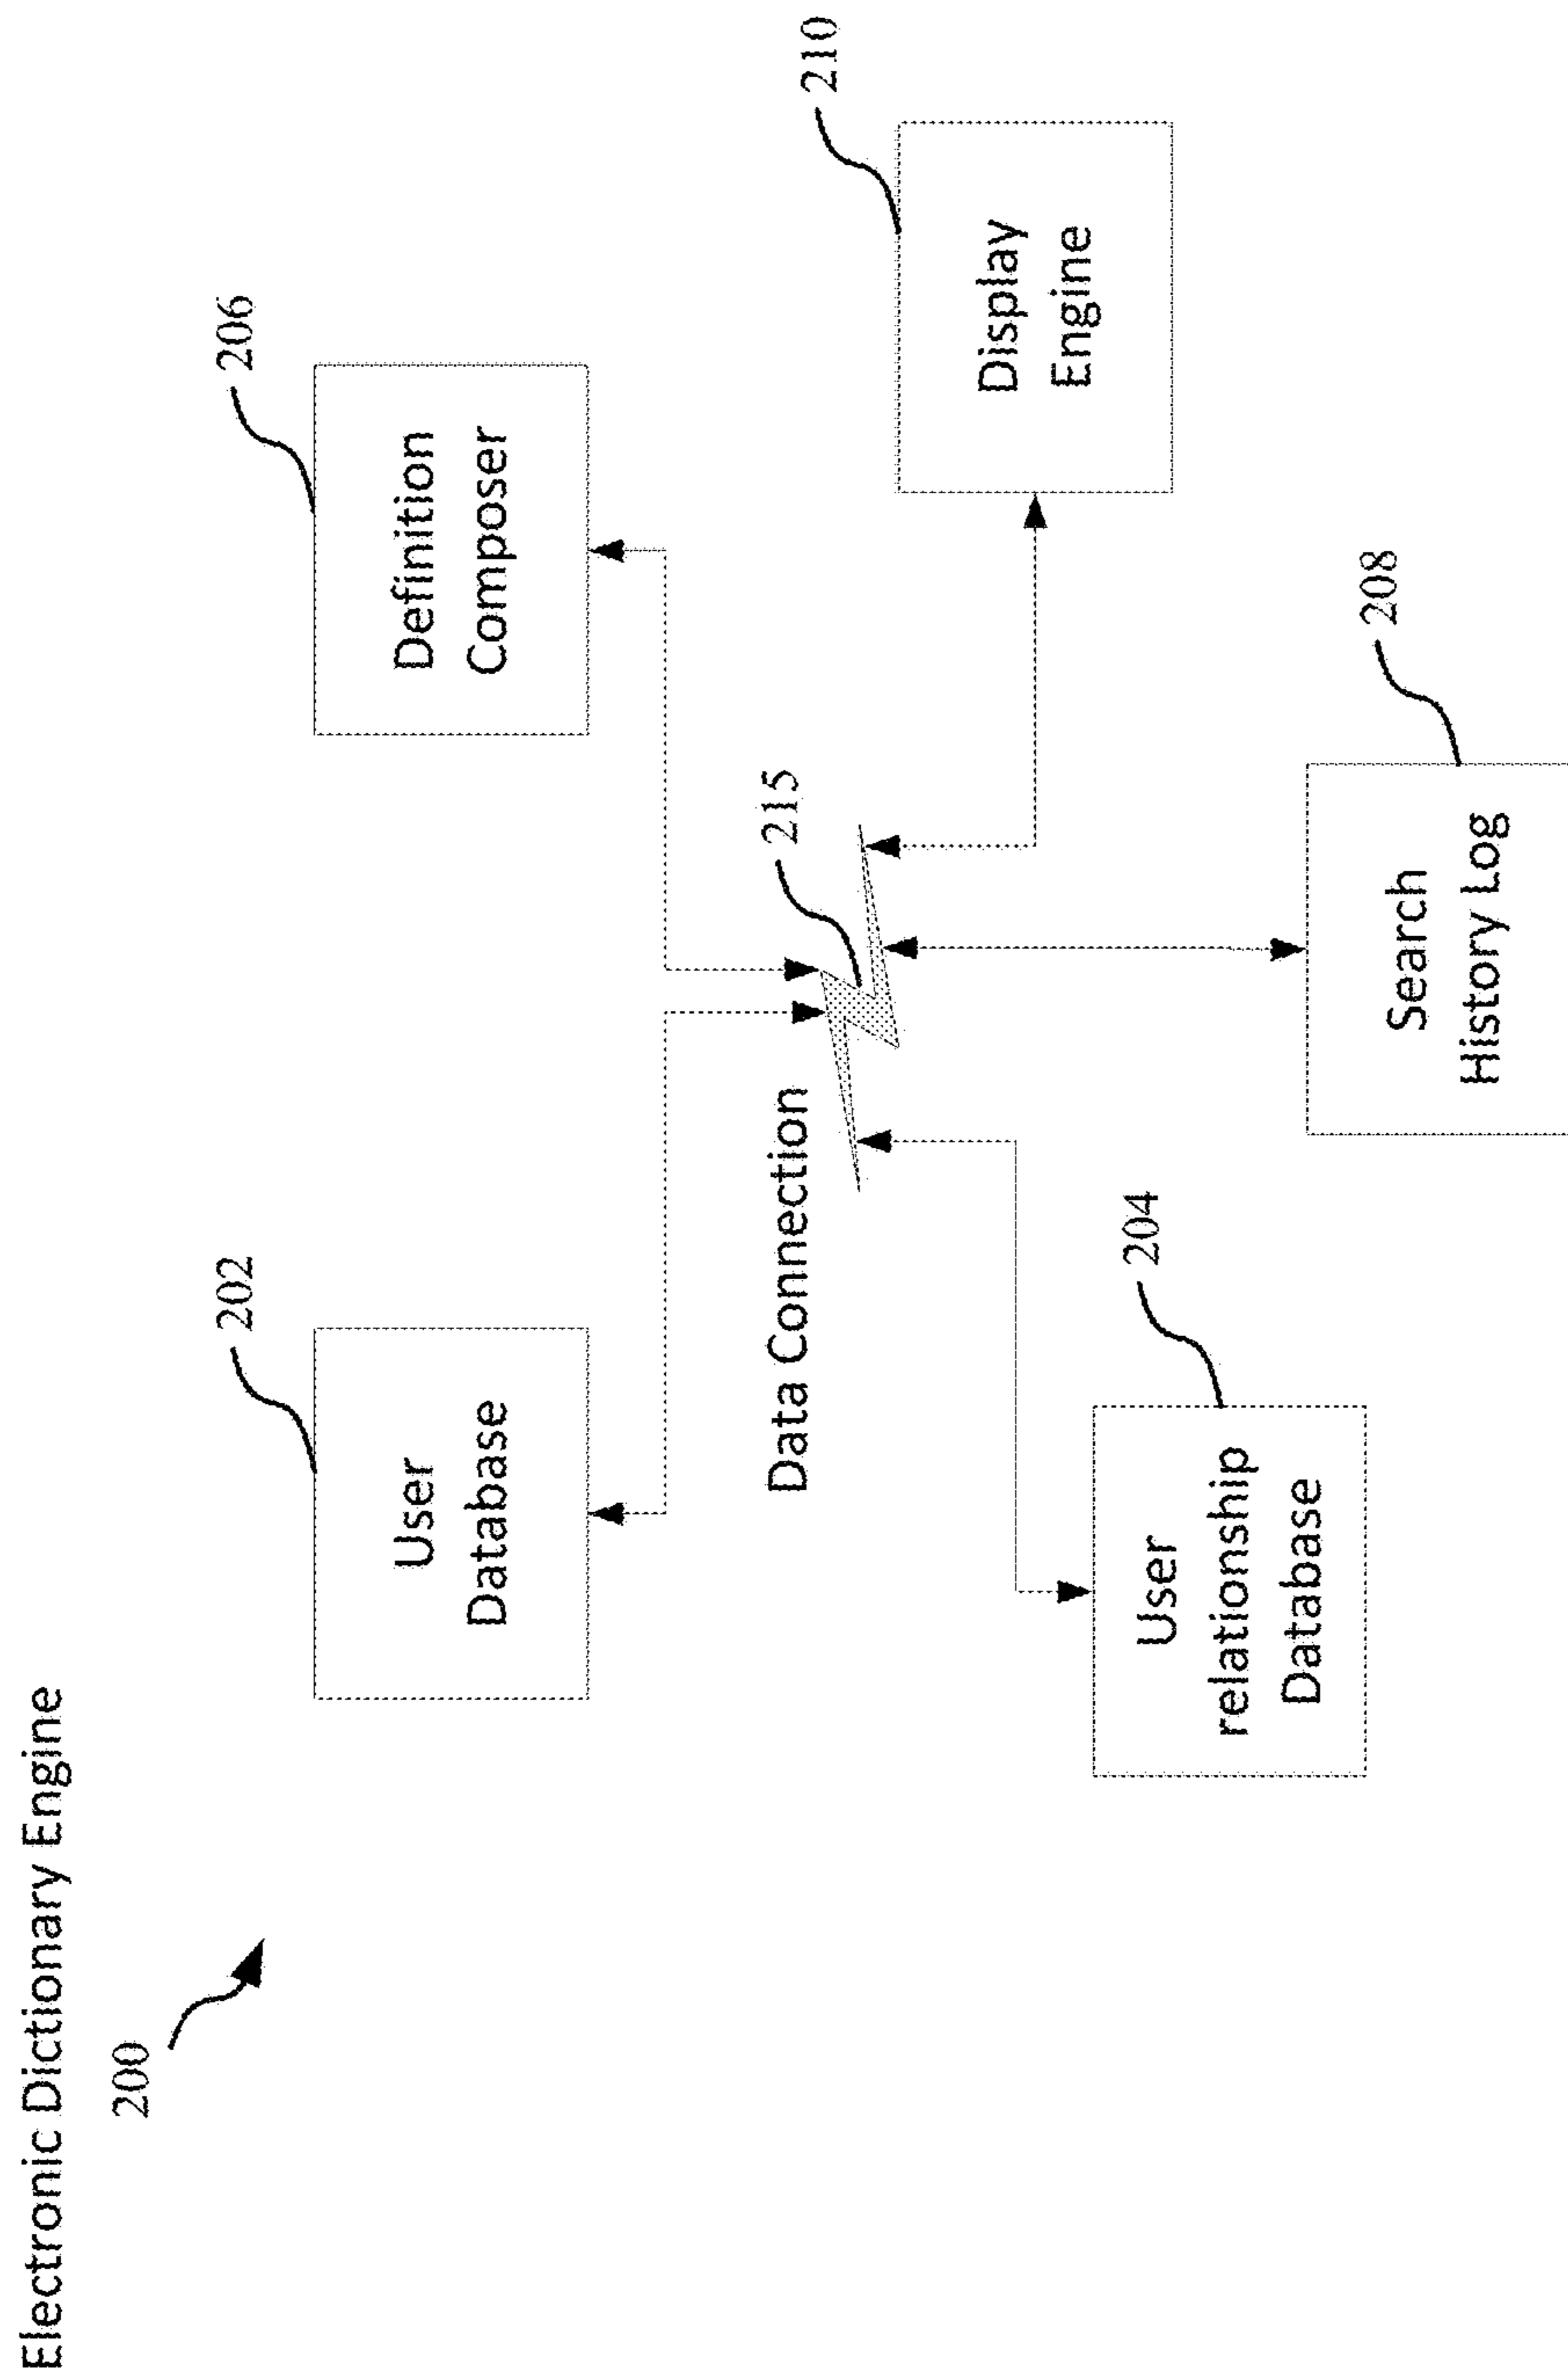 Electronic Dictionary Engine
200
202
User
Database
206
Definition
Composer
Data Connection
215
204
User
relationship
Database
208
Search
History Log
210
Display
Engine